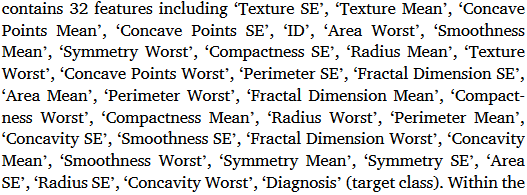 contains 32 features including ‘Texture SE’, ‘Texture Mean’, ‘Concave
Points Mean’, ‘Concave Points SE’, ‘ID’, ‘Area Worst’, ‘Smoothness
Mean’, ‘Symmetry Worst’, ‘Compactness SE’, ‘Radius Mean’, ‘Texture
Worst’, ‘Concave Points Worst’, ‘Perimeter SE’, ‘Fractal Dimension SE’,
‘Area Mean’, ‘Perimeter Worst’, ‘Fractal Dimension Mean’, ‘Compact-
ness Worst’, ‘Compactness Mean’, ‘Radius Worst’, ‘Perimeter Mean’,
‘Concavity SE’, ‘Smoothness SE’, ‘Fractal Dimension Worst’, ‘Concavity
Mean’, ‘Smoothness Worst’, ‘Symmetry Mean’, ‘Symmetry SE’, ‘Area
SE’, ‘Radius SE’, ‘Concavity Worst’, ‘Diagnosis’ (target class). Within the